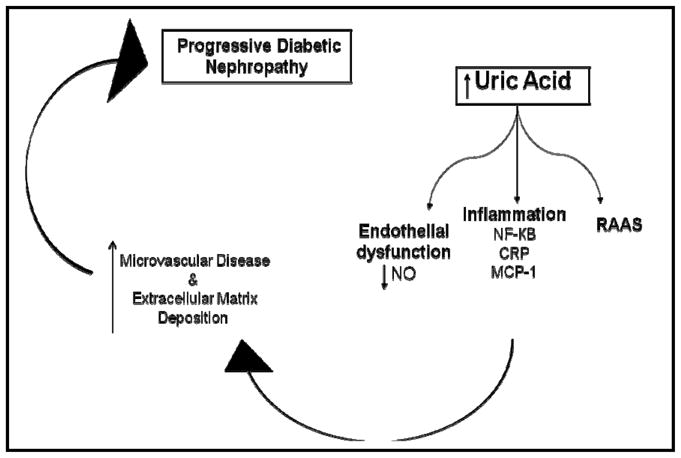 Progressive Diabetic
Nephropathy
↑ Uric Acid
Endothelial
dysfunction
↓ NO
Inflammation
NF-KB
CRP
MCP-1
RAAS
↑ Microvascular Disease
&
Extracellular Matrix
Deposition